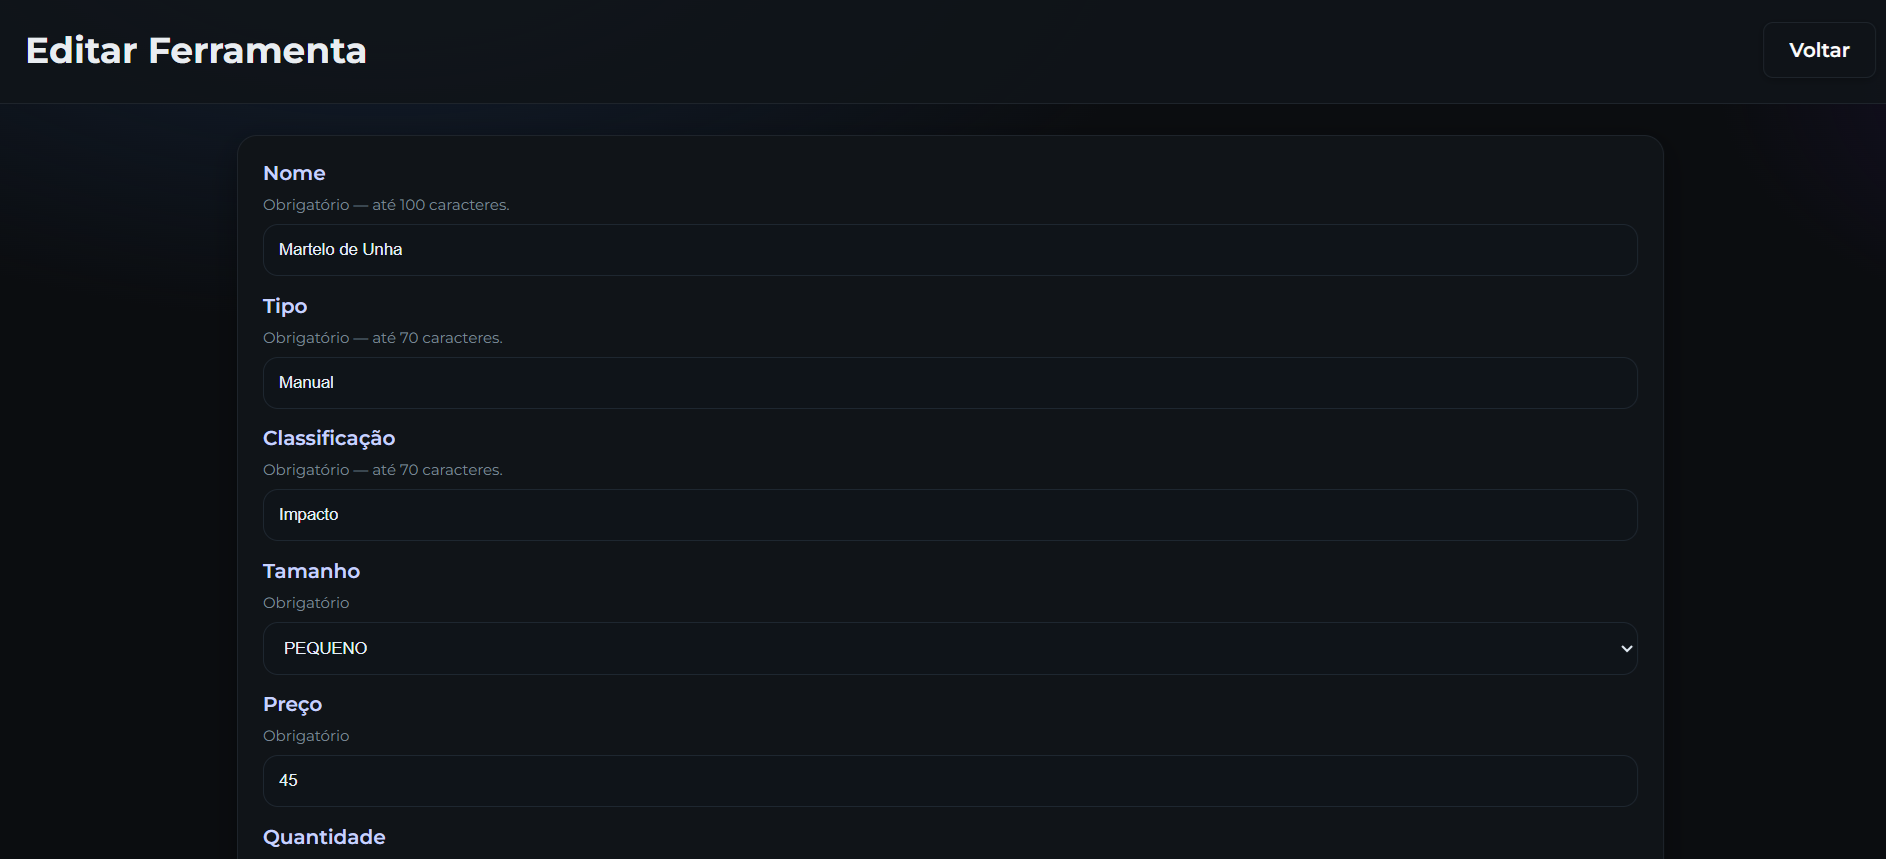 Editar Ferramenta
Voltar
Nome
Obrigatório — até 100 caracteres.
Martelo de Unha
Tipo
Obrigatório — até 70 caracteres.
Manual
Classificação
Obrigatório — até 70 caracteres.
Impacto
Tamanho
Obrigatório
PEQUENO
Preço
Obrigatório
45
Quantidade